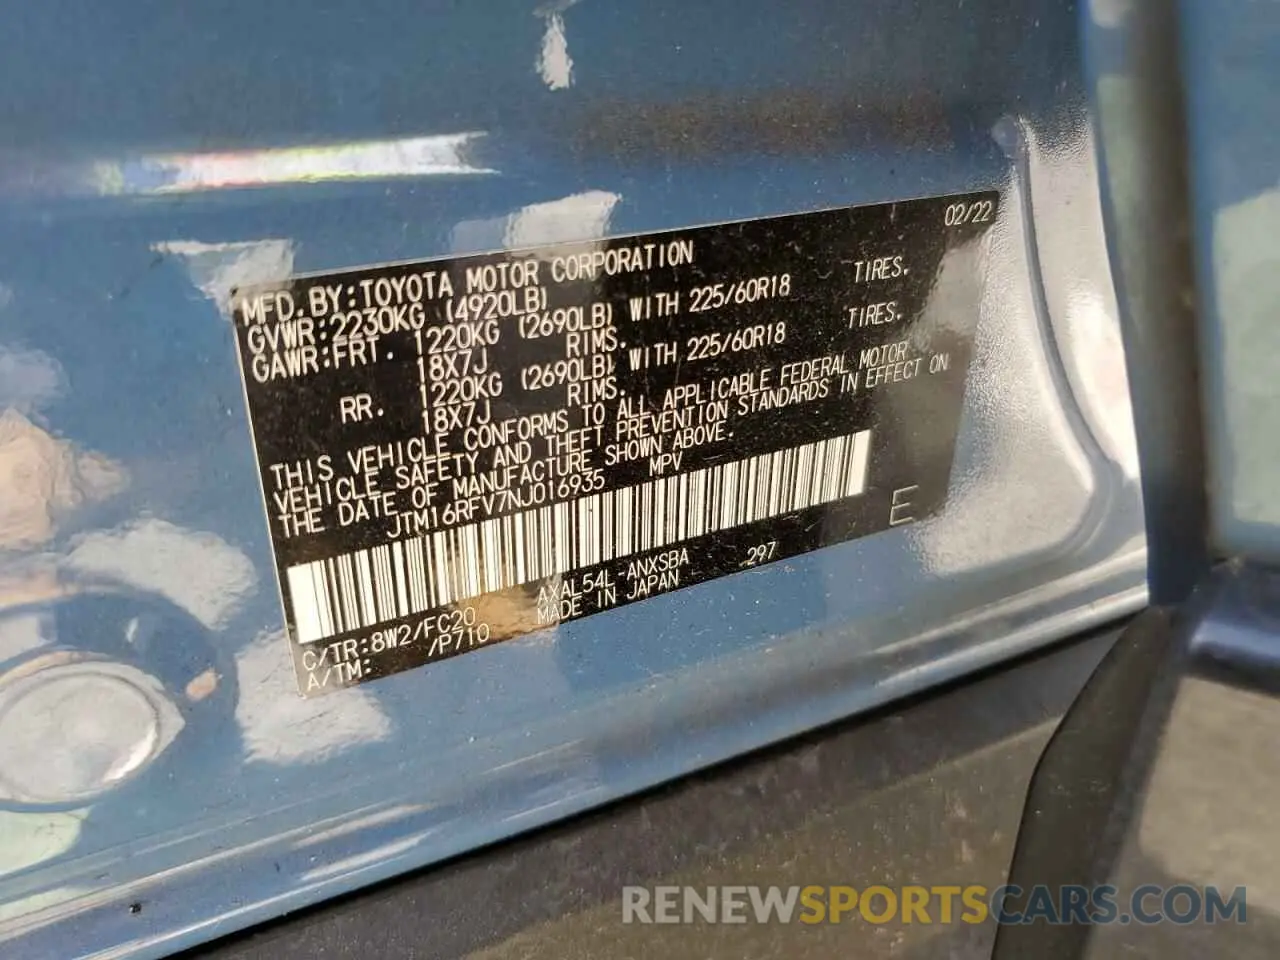 02/22
MFD.BY:TOYOTA MOTOR CORPORATION
GVWR:2230KG (4920LB)
GAWR:FRT. 1220KG (2690LB) WITH 225/60R18 TIRES,
18X7J RIMS.
RR. 1220KG (2690LB) WITH 225/60R18 TIRES,
18X7J RIMS.
THIS VEHICLE CONFORMS TO ALL APPLICABLE FEDERAL MOTOR
VEHICLE SAFETY AND THEFT PREVENTION STANDARDS IN EFFECT ON
THE DATE OF MANUFACTURE SHOWN ABOVE.
JTM16RFV7NJ016935 MPV
E
C/TR:8W2/FC20 AXAL54L-ANXSBA 297
A/TM: /P710 MADE IN JAPAN
RENEWSPORTSCARS.COM